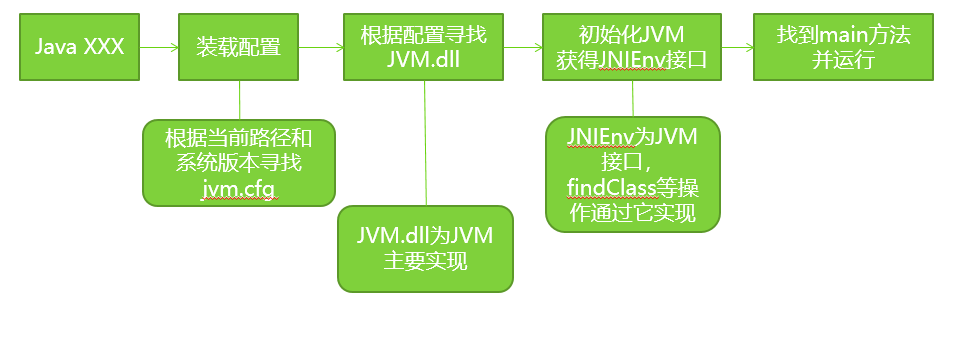 Java XXX
装载配置
根据配置寻找
JVM.dll
初始化JVM
获得JNIEnv接口
找到main方法
并运行
根据当前路径和
系统版本寻找
jvm.cfg
JVM.dll为JVM
主要实现
JNIEnv为JVM
接口，
findClass等操
作通过它实现